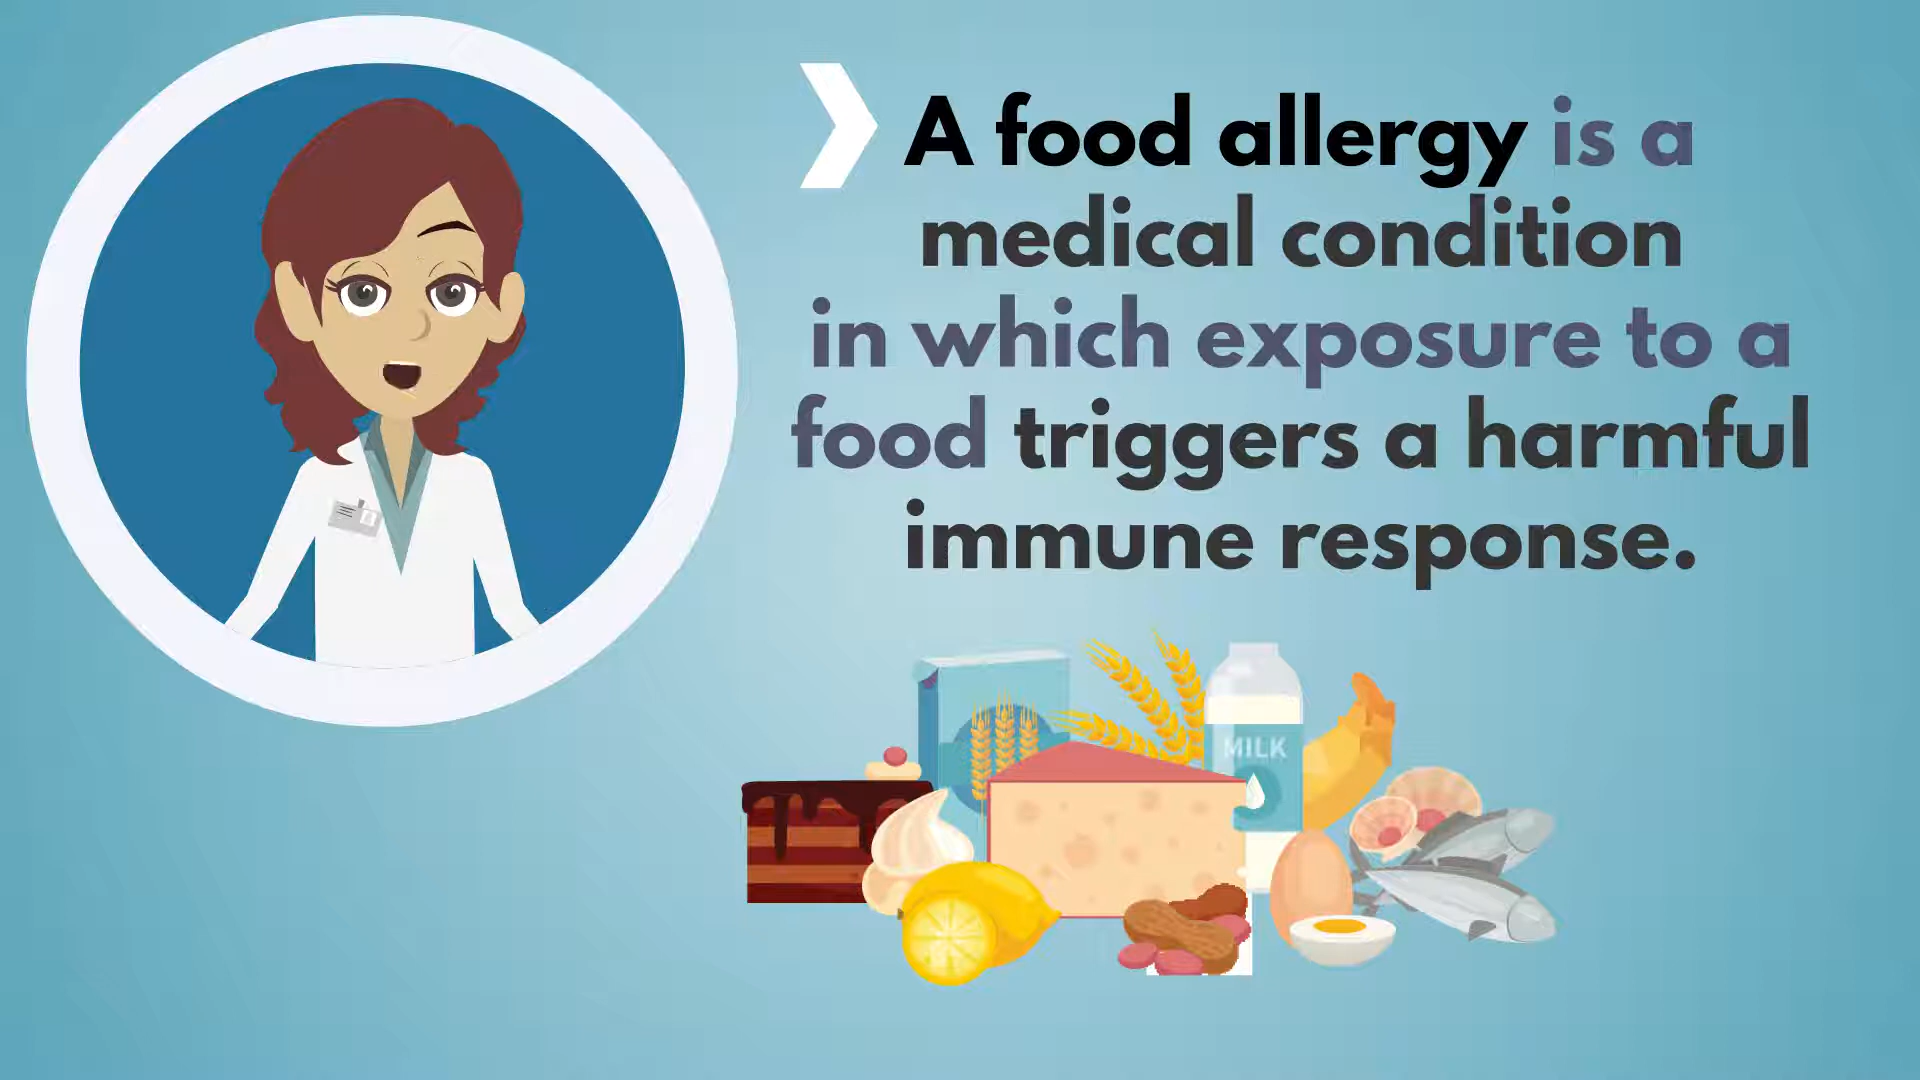 A food allergy is a
medical condition
in which exposure to a
food triggers a harmful
immune response.
MILK